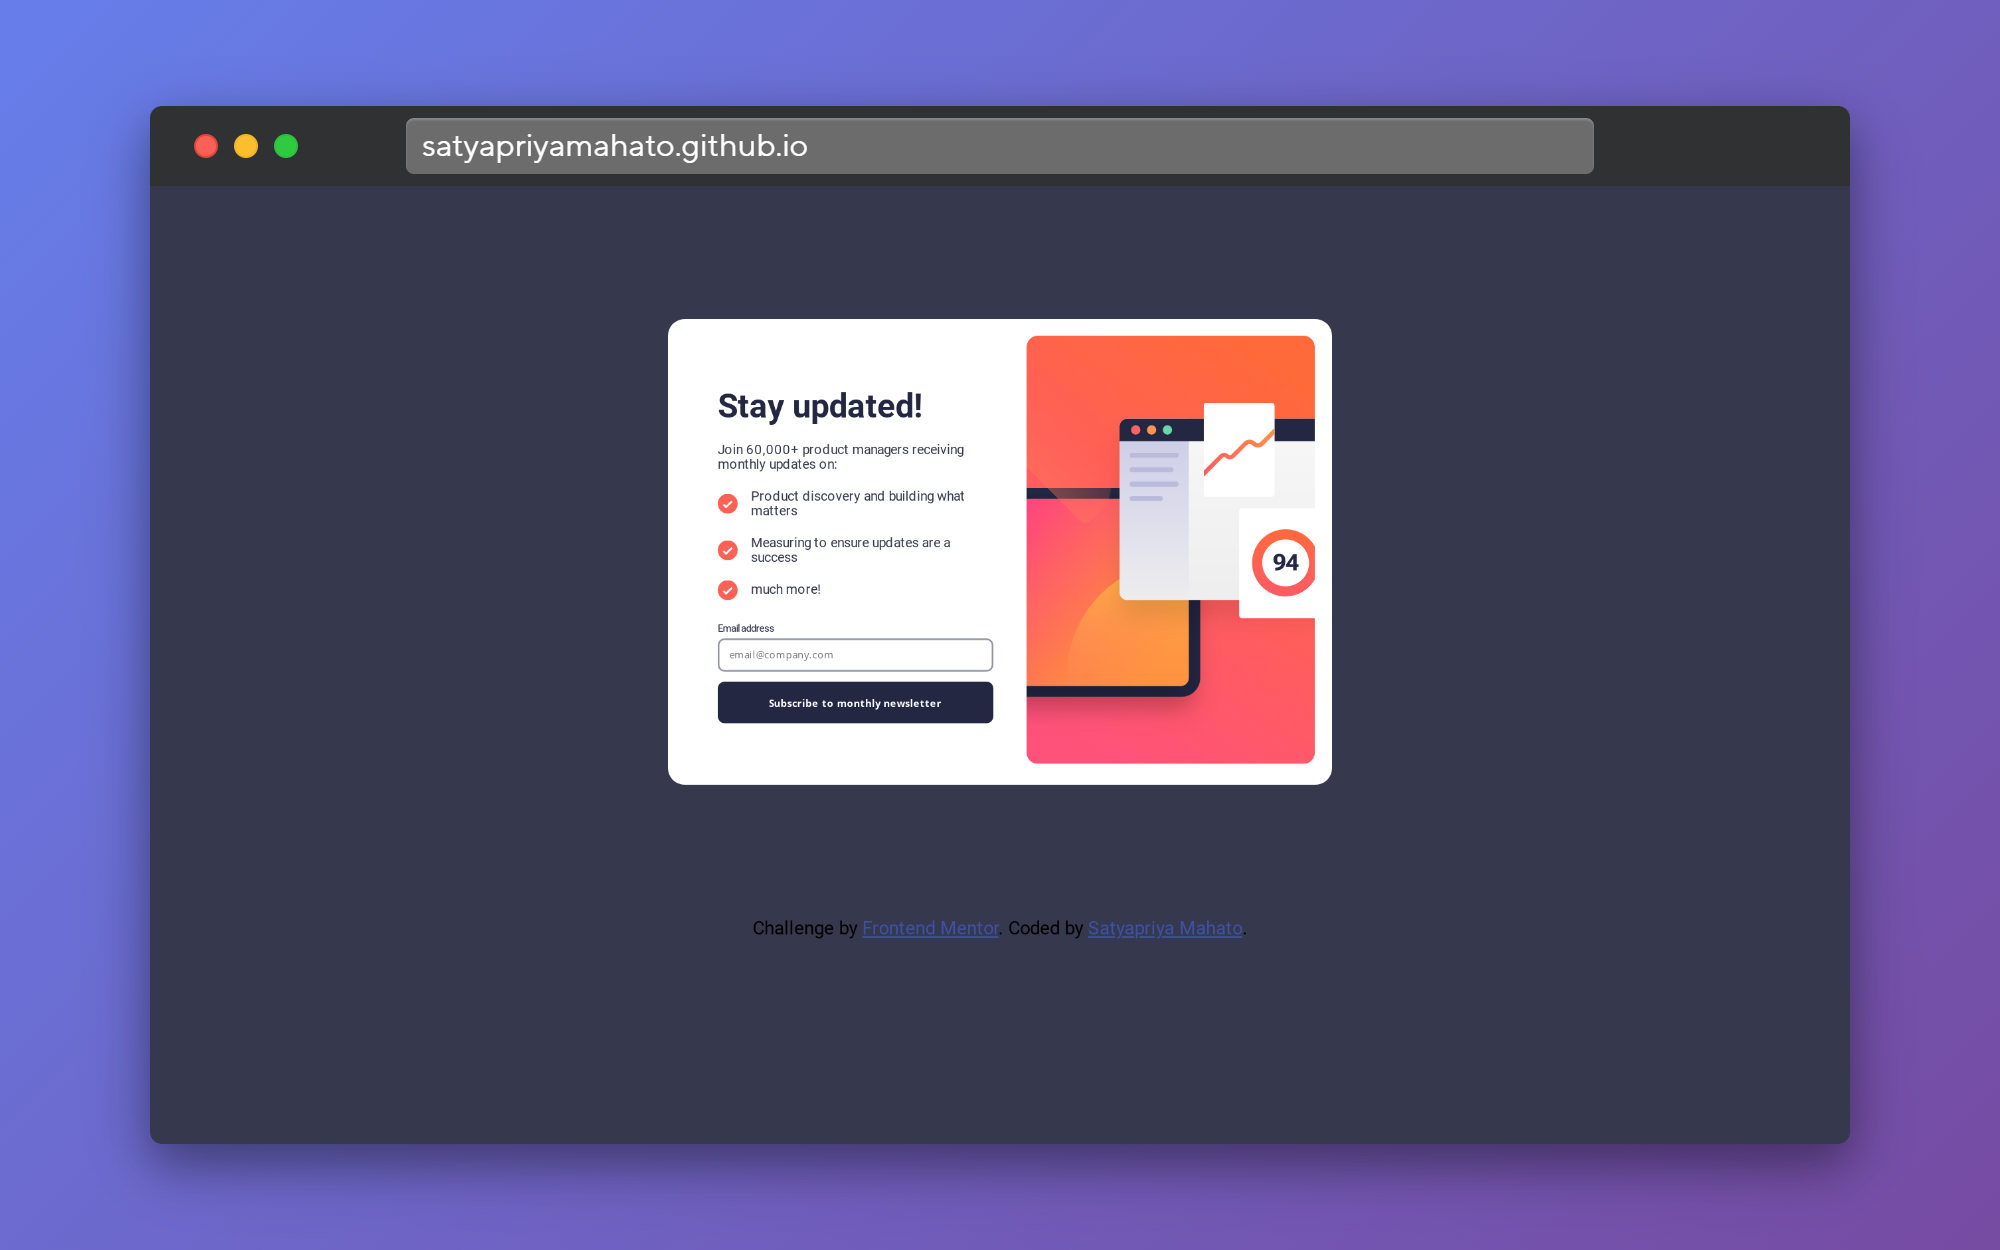 satyapriyamahato.github.io
Stay updated!
Join 60,000+ product managers receiving
monthly updates on:
Product discovery and building what
matters
Measuring to ensure updates are a
success
much more!
Email address
email@company.com
Subscribe to monthly newsletter
94
Challenge by Frontend Mentor. Coded by Satyapriya Mahato.